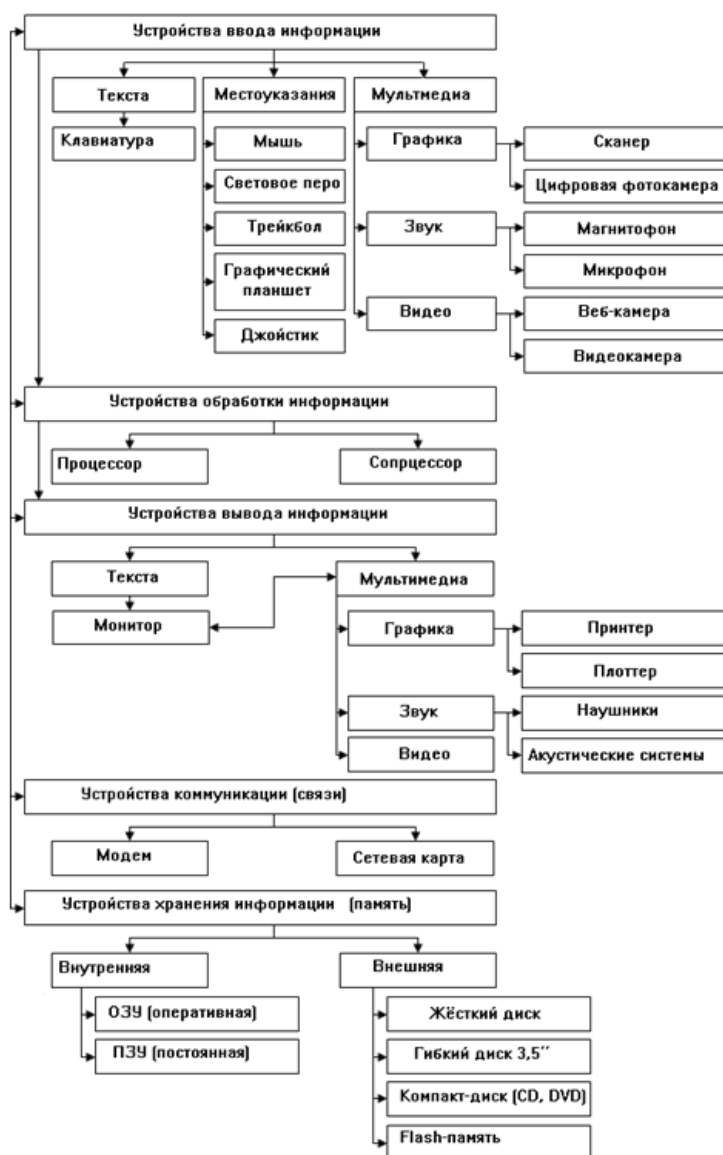 Устройства ввода информации
Текста
Местоуказания
Мультмедиа
Клавиатура
Мышь
Графика
Сканер
Световое перо
Цифровая фотокамера
Трейкбол
Звук
Магнитофон
Графический
планшет
Микрофон
Джойстик
Видео
Веб-камера
Видеокамера
Устройства обработки информации
Процессор
Сопрцессор
Устройства вывода информации
Текста
Мультимедиа
Монитор
Графика
Принтер
Плоттер
Звук
Наушники
Видео
Акустические системы
Устройства коммуникации (связи)
Модем
Сетевая карта
Устройства хранения информации (память)
Внутренняя
Внешняя
ОЗУ (оперативная)
Жёсткий диск
ПЗУ (постоянная)
Гибкий диск 3,5´´
Компакт-диск (CD, DVD)
Flash-память